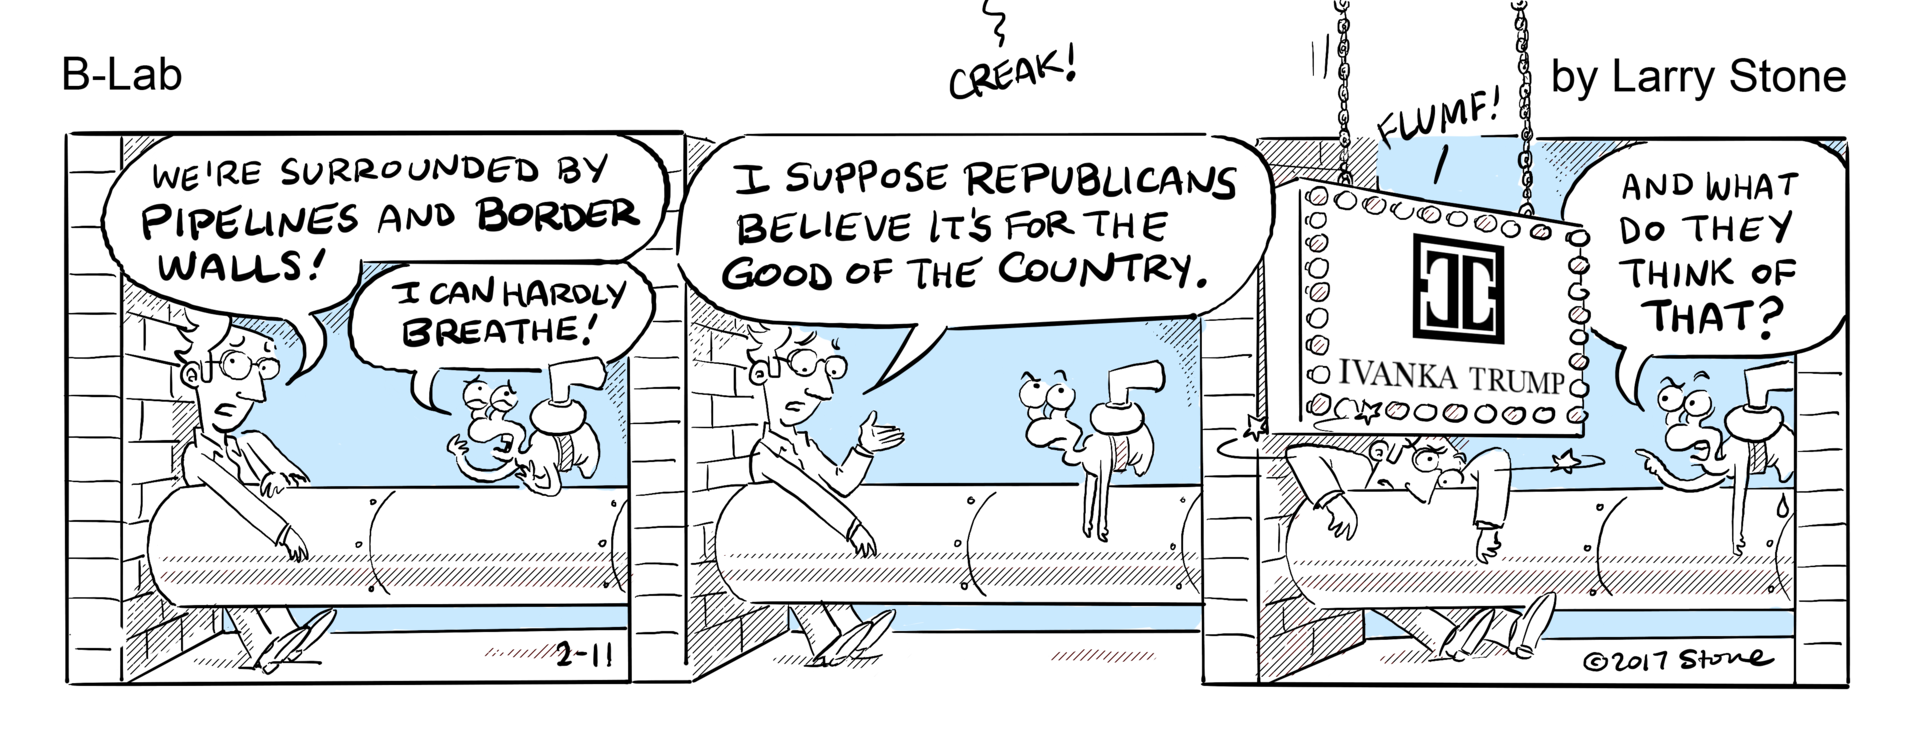 B-Lab
by Larry Stone
WE'RE SURROUNDED BY
PIPELINES AND BORDER
WALLS!
I CAN HARDLY
BREATHE!
2-11
CREAK!
I SUPPOSE REPUBLICANS
BELIEVE IT'S FOR THE
GOOD OF THE COUNTRY.
FLUMF!
IVANKA TRUMP
AND WHAT
DO THEY
THINK OF
THAT?
©2017 Stone